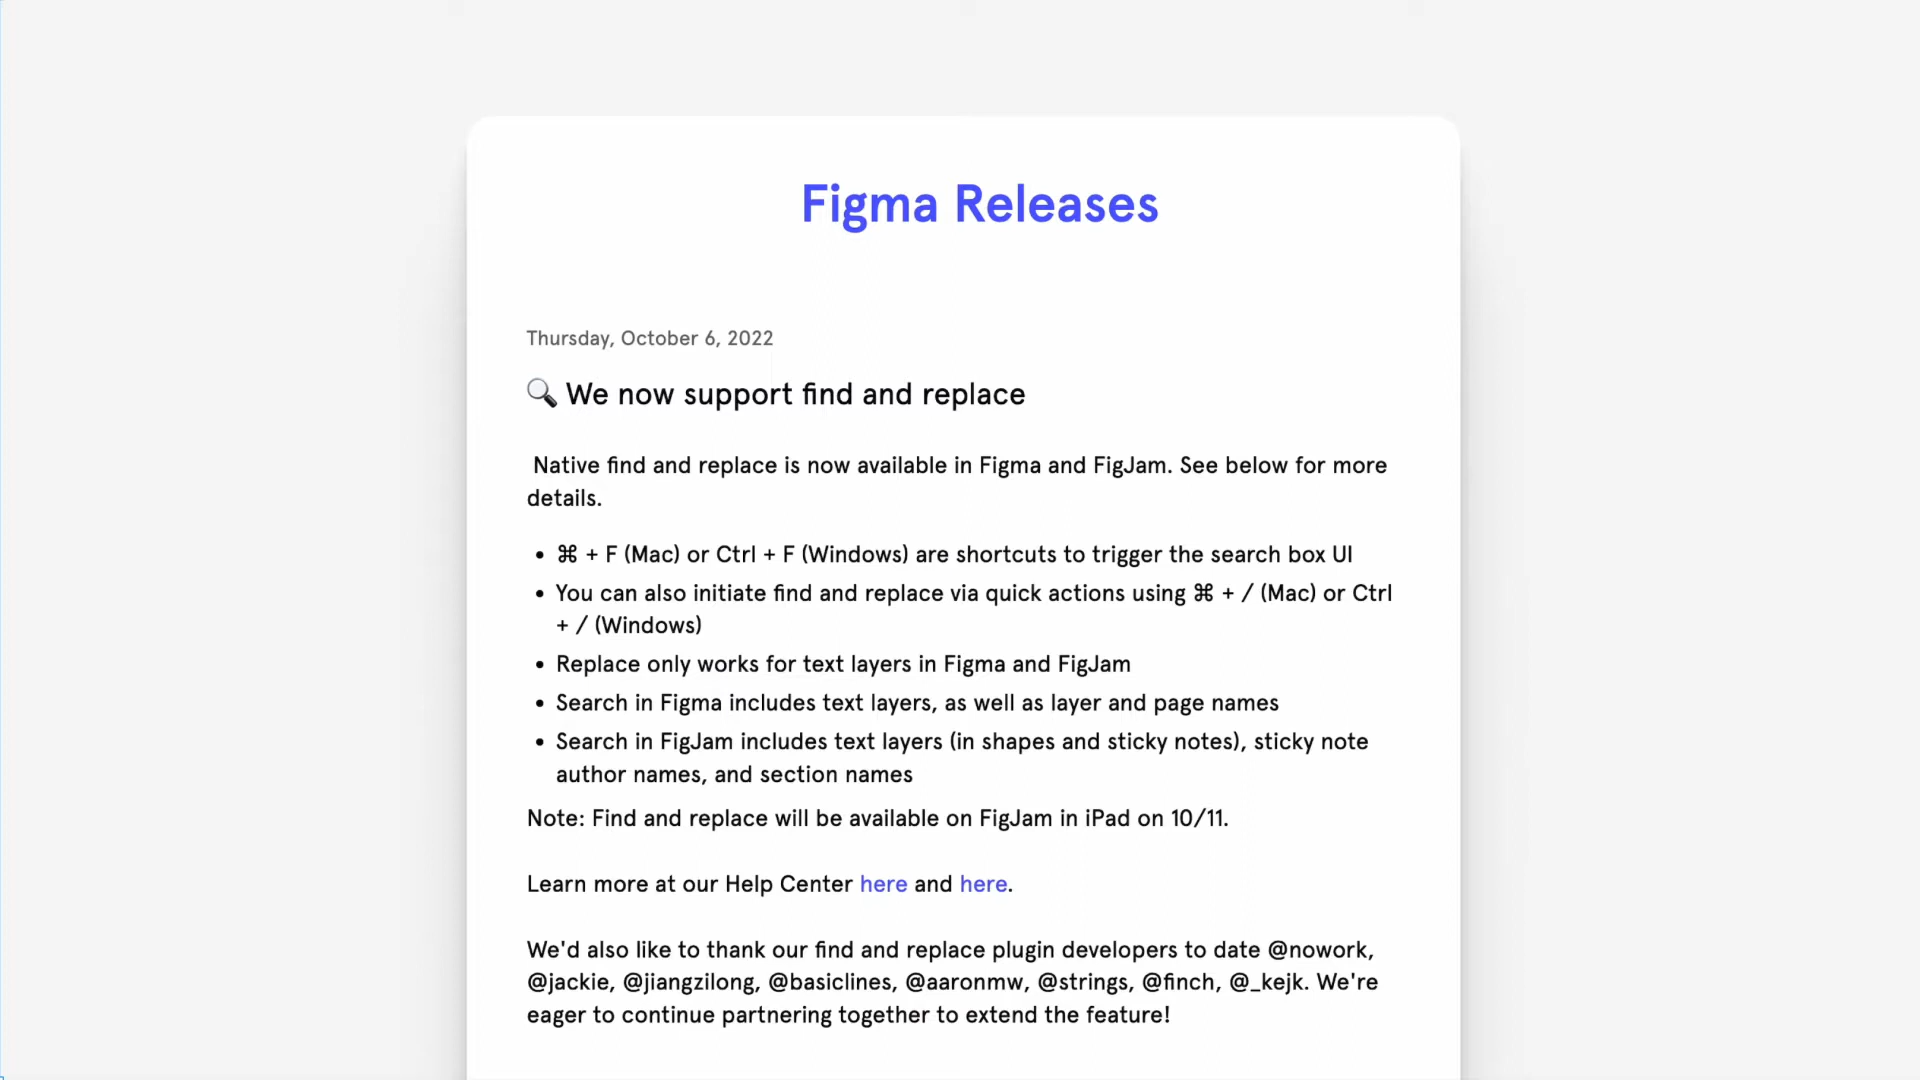 Figma Releases
Thursday, October 6, 2022
🔍 We now support find and replace
Native find and replace is now available in Figma and FigJam. See below for more
details.
• ⌘ + F (Mac) or Ctrl + F (Windows) are shortcuts to trigger the search box UI
• You can also initiate find and replace via quick actions using ⌘ + / (Mac) or Ctrl
+ / (Windows)
• Replace only works for text layers in Figma and FigJam
• Search in Figma includes text layers, as well as layer and page names
• Search in FigJam includes text layers (in shapes and sticky notes), sticky note
author names, and section names
Note: Find and replace will be available on FigJam in iPad on 10/11.
Learn more at our Help Center here and here.
We'd also like to thank our find and replace plugin developers to date @nowork,
@jackie, @jiangzilong, @basiclines, @aaronmw, @strings, @finch, @_kejk. We're
eager to continue partnering together to extend the feature!